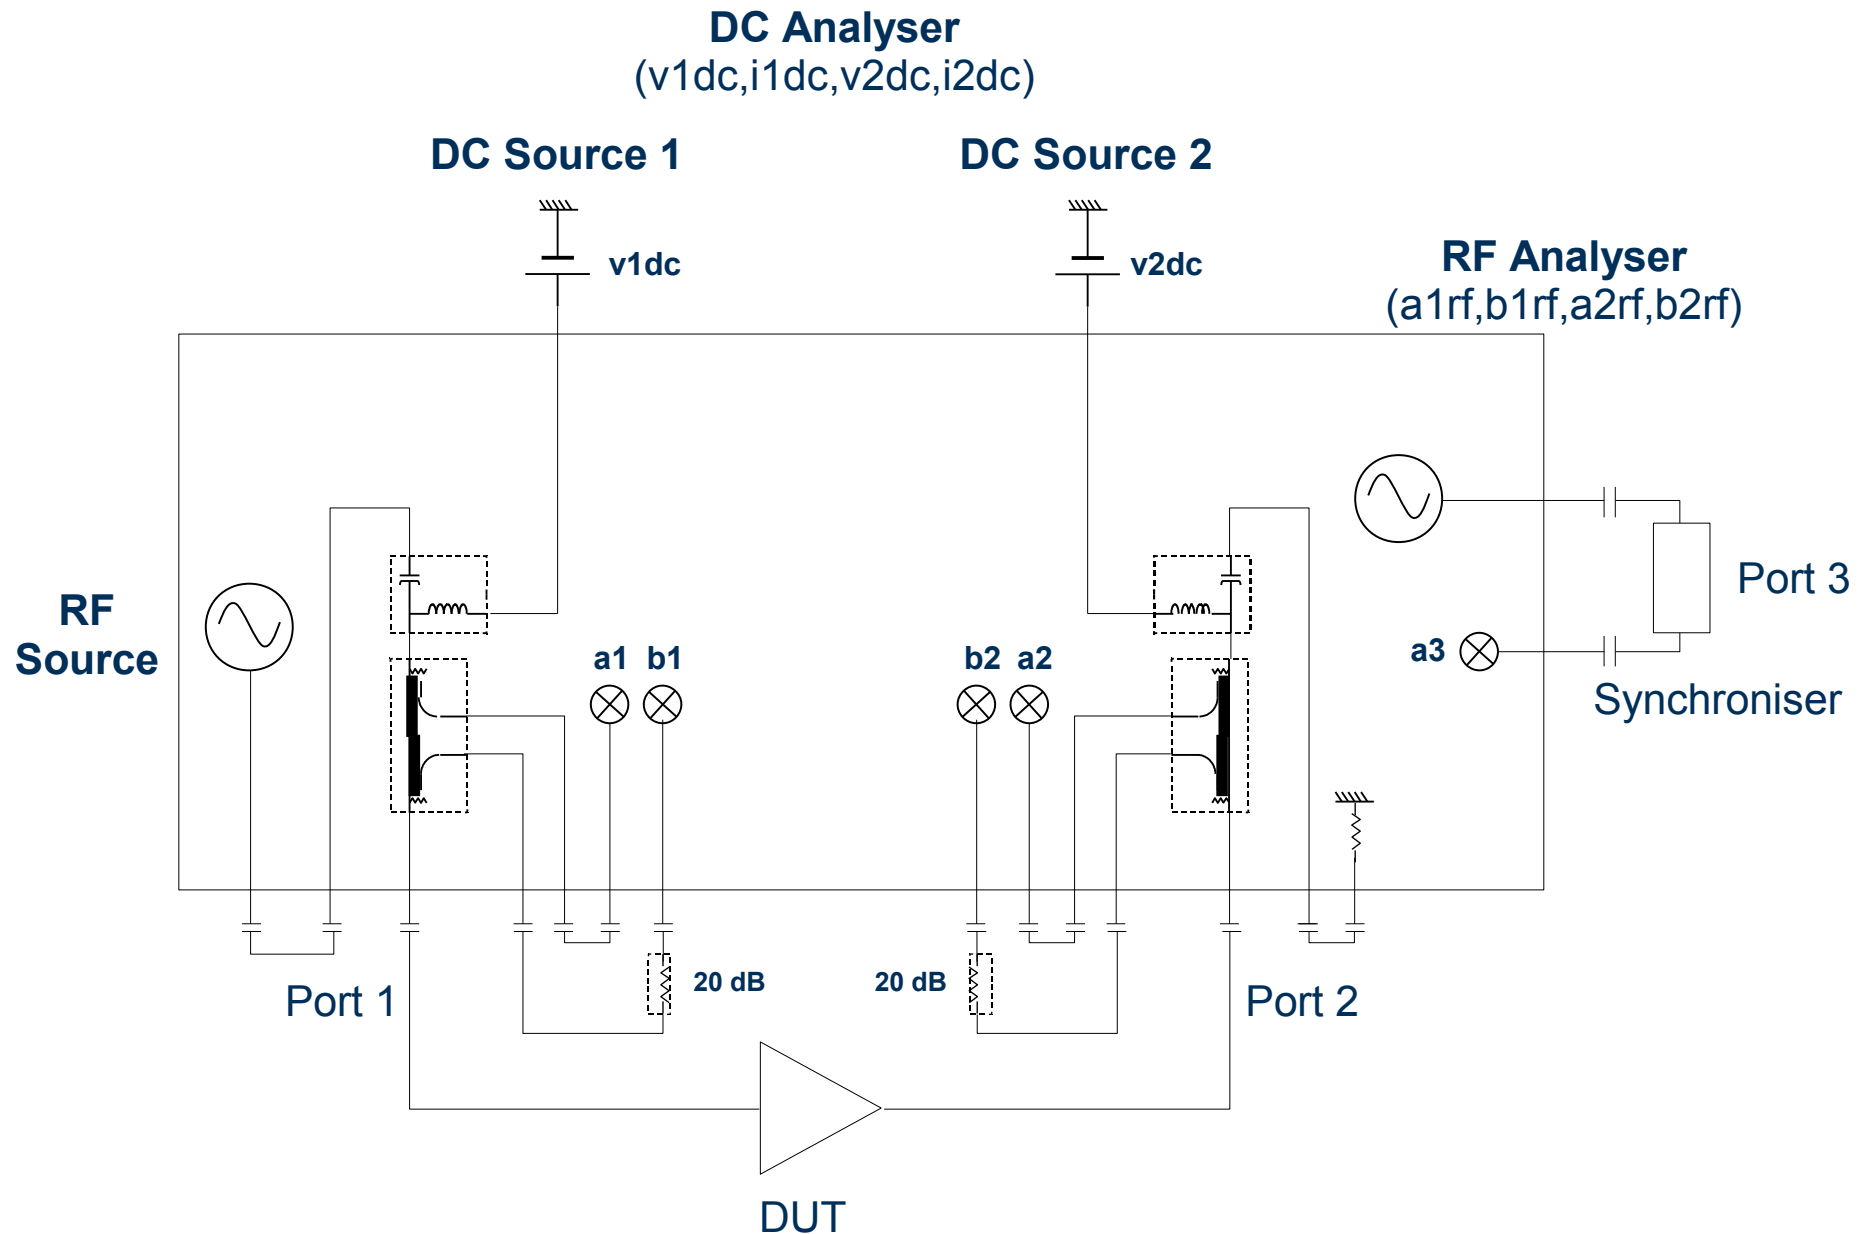 DC Analyser
(v1dc,i1dc,v2dc,i2dc)
DC Source 1
DC Source 2
v1dc
v2dc
RF Analyser
(a1rf,b1rf,a2rf,b2rf)
RF
Source
a1
b1
b2
a2
a3
Port 3
Synchroniser
20 dB
20 dB
Port 1
Port 2
DUT